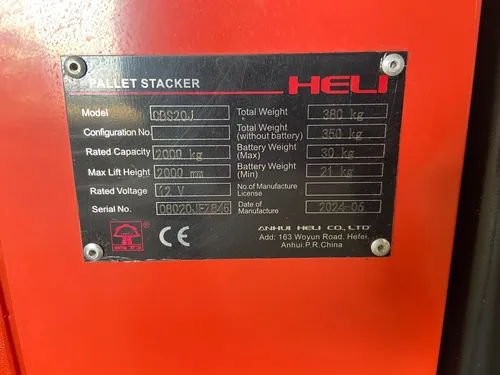 PALLET STACKER HELI
Model CDS20J Total Weight 380 kg
Configuration No. Total Weight (without battery) 350 kg
Rated Capacity 2000 kg Battery Weight (Max) 30 kg
Max Lift Height 2000 mm Battery Weight (Min) 21 kg
Rated Voltage 12 V No.of Manufacture License
Serial No. Date of Manufacture 2024-06
CE ANHUI HELI CO., LTD
Add: 163 Woyun Road. Hefei.
Anhui.P.R.China